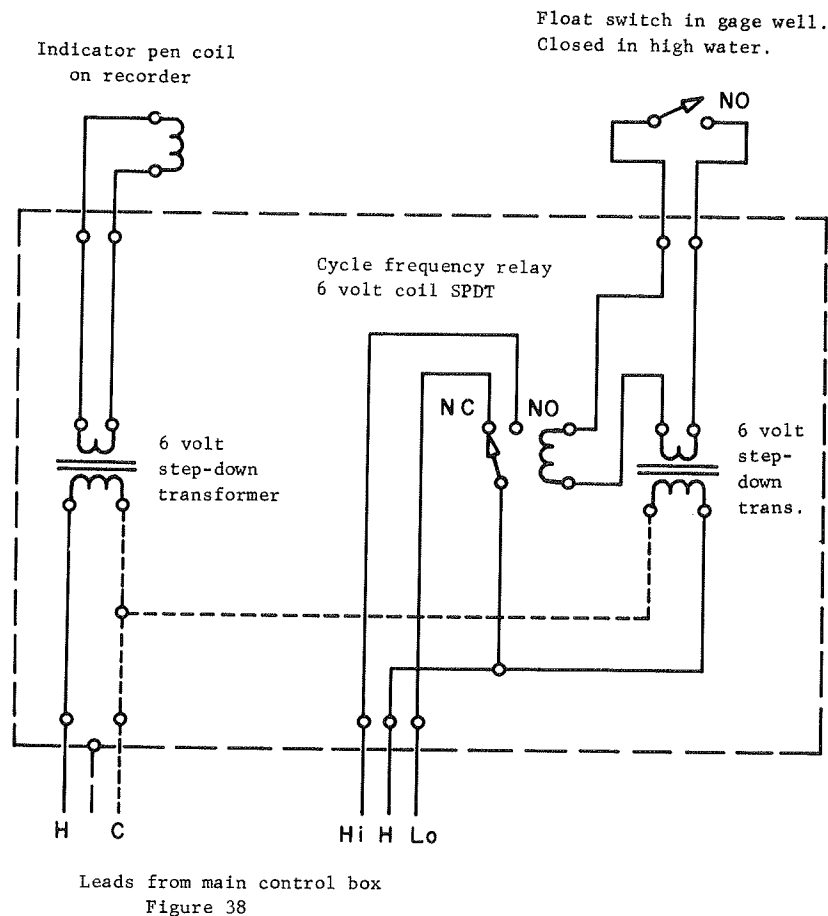 Float switch in gage well.
Closed in high water.
Indicator pen coil
on recorder
NO
Cycle frequency relay
6 volt coil SPDT
NC
NO
6 volt
step-down
transformer
6 volt
step-
down
trans.
H
C
Hi
H
Lo
Leads from main control box
Figure 38